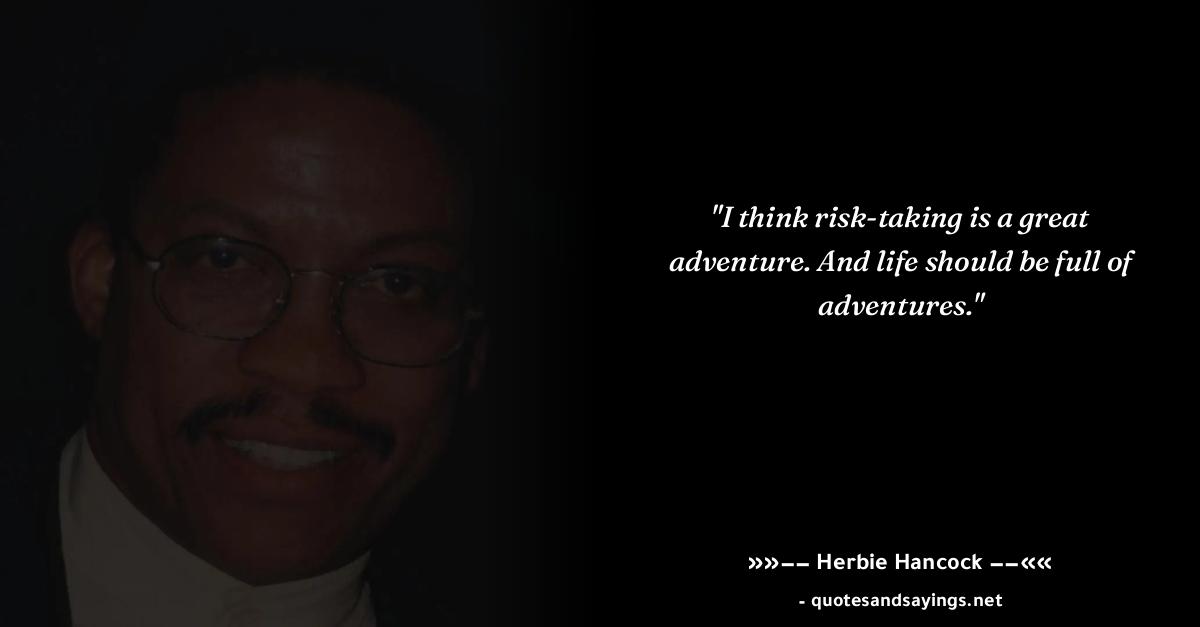 "I think risk-taking is a great
adventure. And life should be full of
adventures."
»»–– Herbie Hancock ––««
- quotesandsayings.net